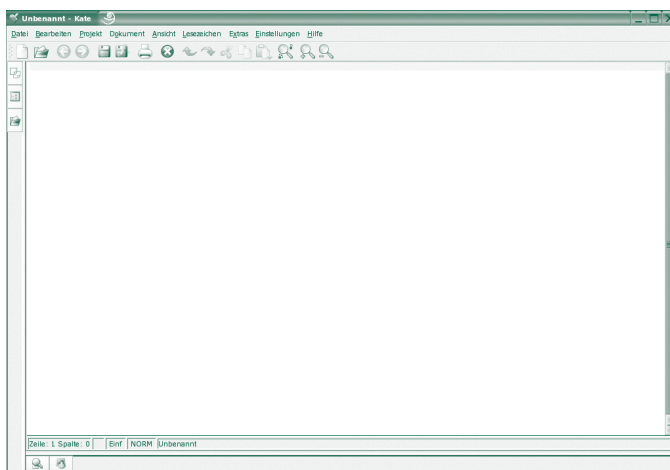 Unbenannt - Kate
Datei Bearbeiten Projekt Dokument Ansicht Lesezeichen Extras Einstellungen Hilfe
Zeile: 1 Spalte: 0 Einf NORM Unbenannt